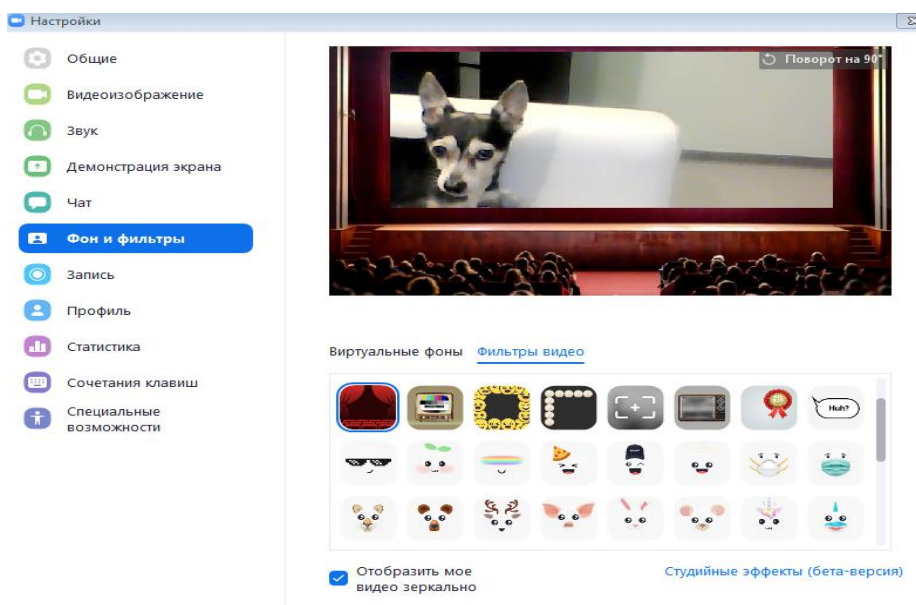 Настройки
Общие
Видеоизображение
Звук
Демонстрация экрана
Чат
Фон и фильтры
Запись
Профиль
Статистика
Сочетания клавиш
Специальные
возможности
Поворот на 90°
Виртуальные фоны Фильтры видео
Huh?
Отобразить мое
видео зеркально
Студийные эффекты (бета-версия)